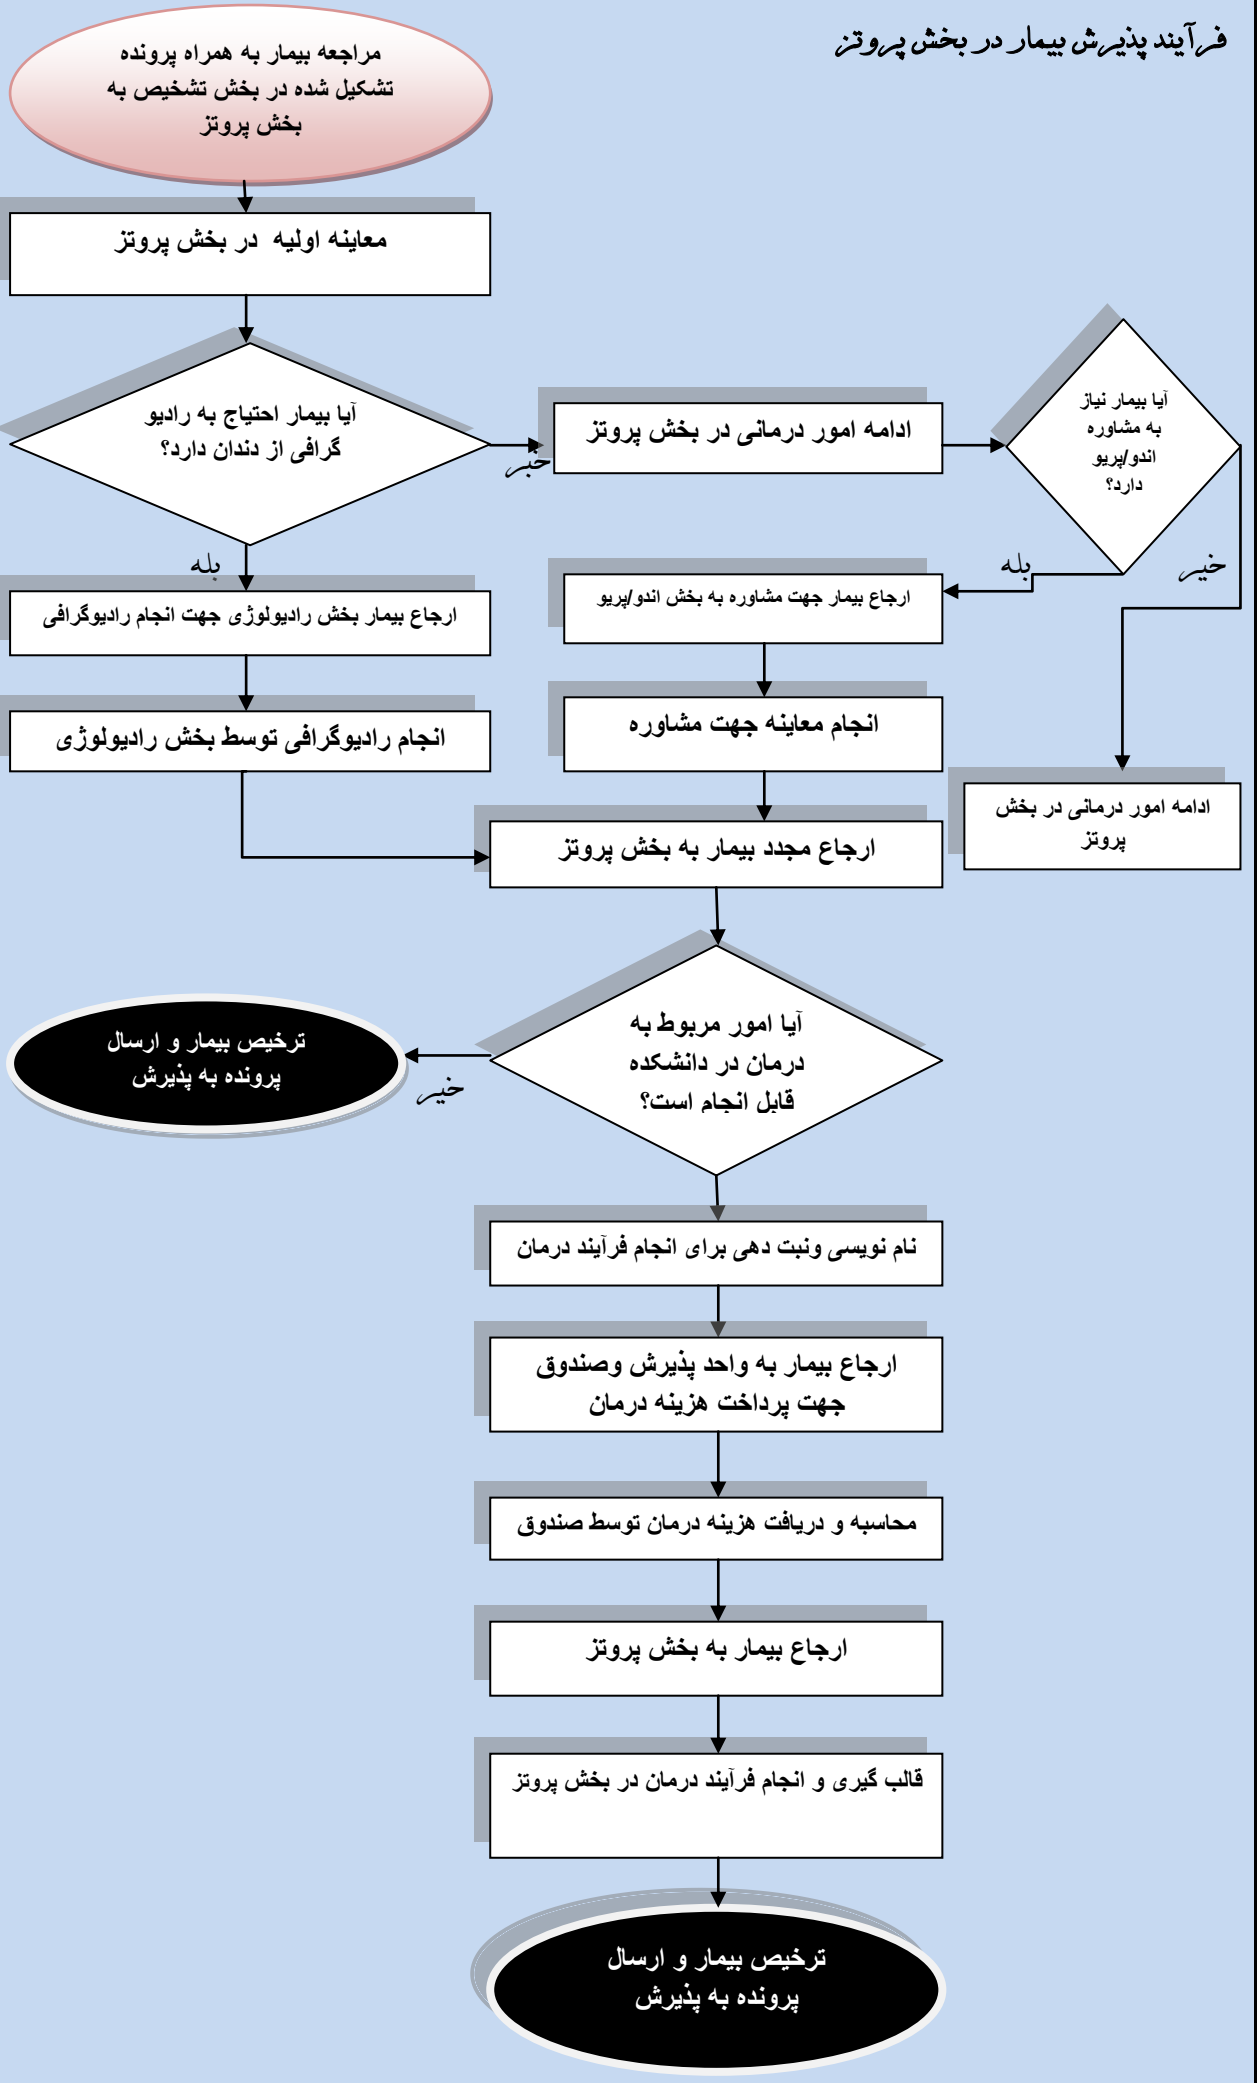 فرآیند پذیرش بیمار در بخش پروتز
مراجعه بیمار به همراه پرونده
تشکیل شده در بخش تشخیص به
بخش پروتز
معاینه اولیه در بخش پروتز
آیا بیمار احتیاج به رادیو
گرافی از دندان دارد؟
خیر
ادامه امور درمانی در بخش پروتز
آیا بیمار نیاز
به مشاوره
اندو/پریو
دارد؟
بله
بله
خیر
ارجاع بیمار بخش رادیولوژی جهت انجام رادیوگرافی
ارجاع بیمار جهت مشاوره به بخش اندو/پریو
انجام رادیوگرافی توسط بخش رادیولوژی
انجام معاینه جهت مشاوره
ادامه امور درمانی در بخش
پروتز
ارجاع مجدد بیمار به بخش پروتز
آیا امور مربوط به
درمان در دانشکده
قابل انجام است؟
خیر
ترخیص بیمار و ارسال
پرونده به پذیرش
نام نویسی ونبت دهی برای انجام فرآیند درمان
ارجاع بیمار به واحد پذیرش وصندوق
جهت پرداخت هزینه درمان
محاسبه و دریافت هزینه درمان توسط صندوق
ارجاع بیمار به بخش پروتز
قالب گیری و انجام فرآیند درمان در بخش پروتز
ترخیص بیمار و ارسال
پرونده به پذیرش